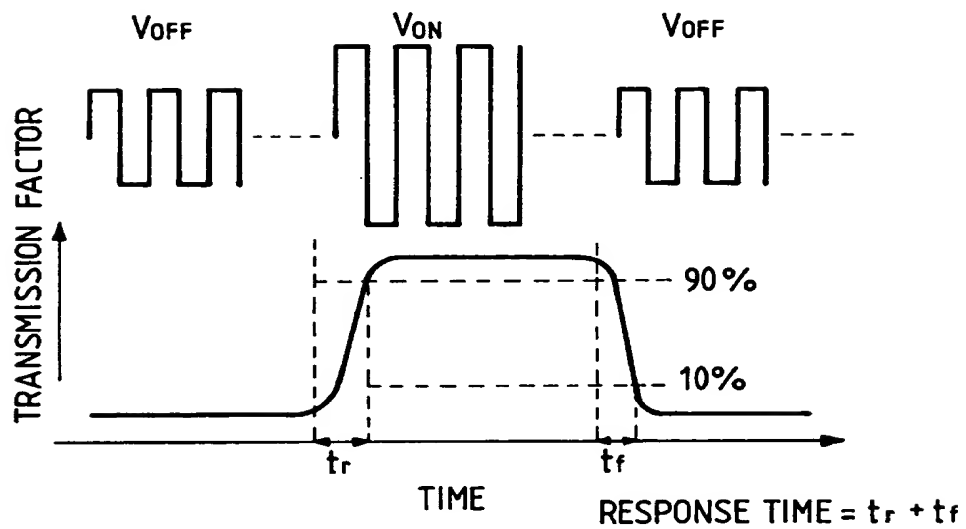 VOFF VON VOFF
TRANSMISSION FACTOR
90%
10%
tr tf
TIME
RESPONSE TIME = tr + tf